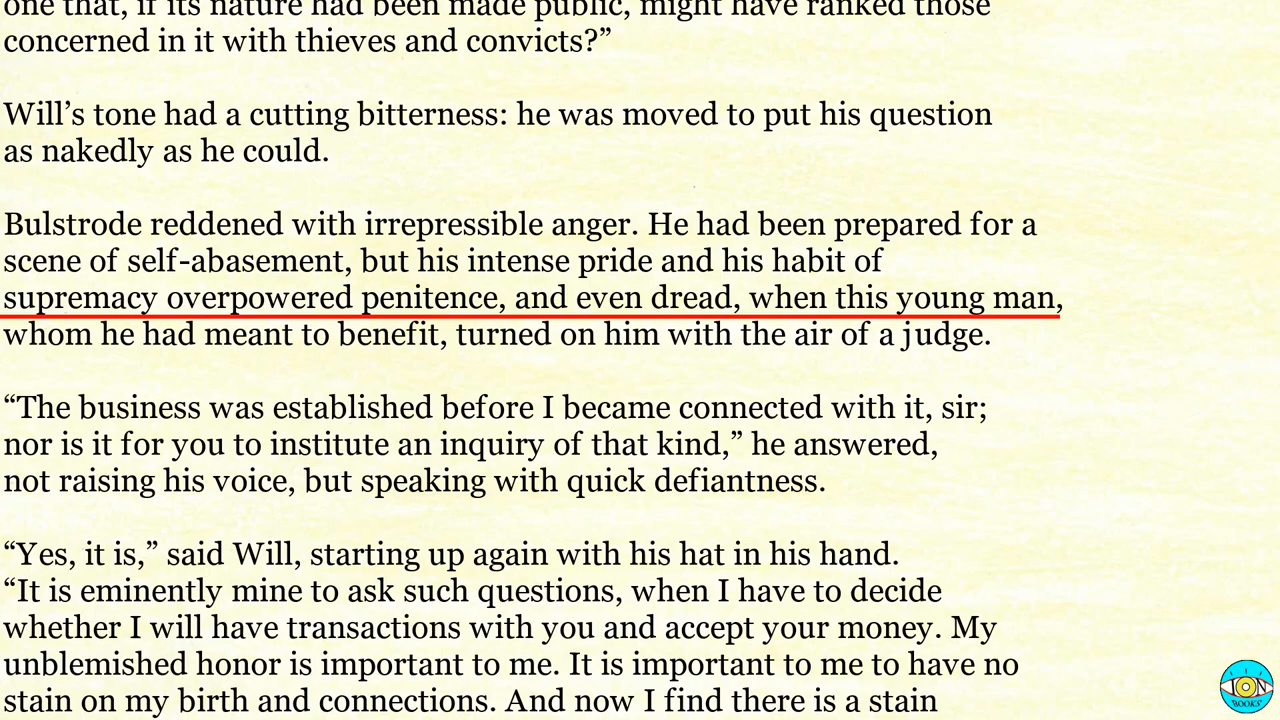 one that, if its nature had been made public, might have ranked those
concerned in it with thieves and convicts?”
Will’s tone had a cutting bitterness: he was moved to put his question
as nakedly as he could.
Bulstrode reddened with irrepressible anger. He had been prepared for a
scene of self-abasement, but his intense pride and his habit of
supremacy overpowered penitence, and even dread, when this young man,
whom he had meant to benefit, turned on him with the air of a judge.
“The business was established before I became connected with it, sir;
nor is it for you to institute an inquiry of that kind,” he answered,
not raising his voice, but speaking with quick defiantness.
“Yes, it is,” said Will, starting up again with his hat in his hand.
“It is eminently mine to ask such questions, when I have to decide
whether I will have transactions with you and accept your money. My
unblemished honor is important to me. It is important to me to have no
stain on my birth and connections. And now I find there is a stain
ION
BOOKS